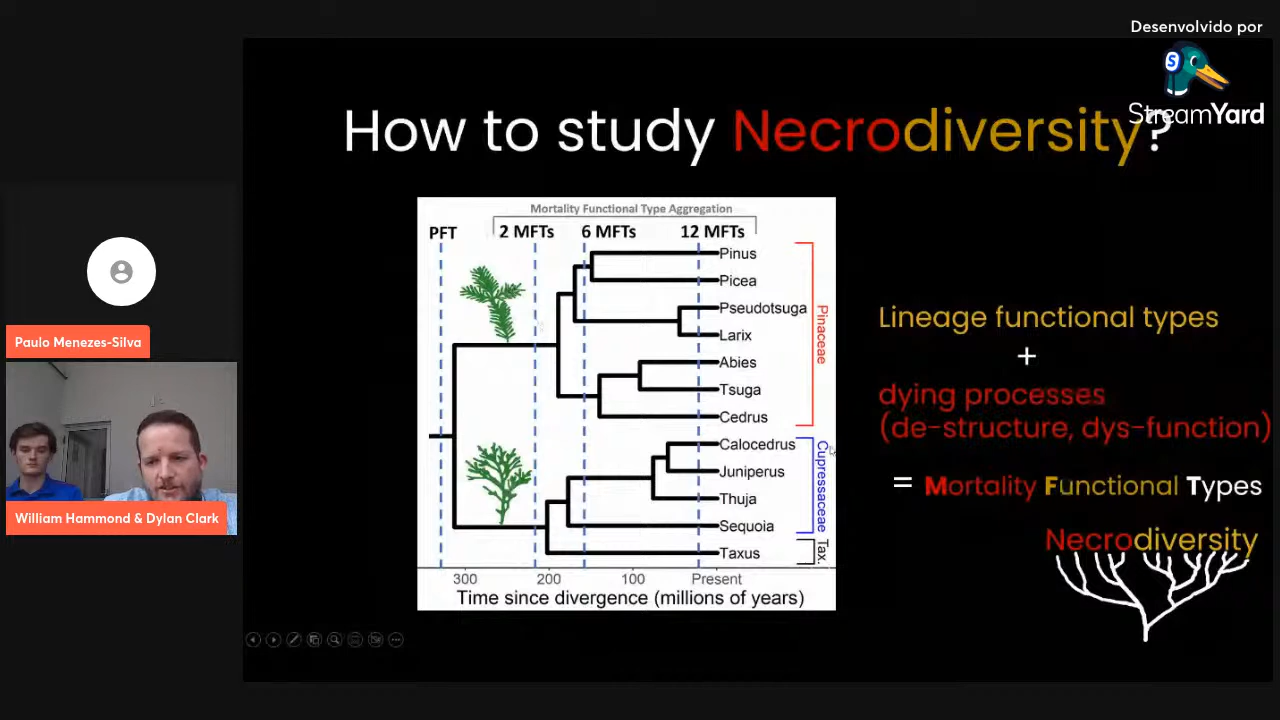 Desenvolvido por
StreamYard
How to study Necrodiversity?
Mortality Functional Type Aggregation
PFT 2 MFTs 6 MFTs 12 MFTs
Pinus
Picea
Pseudotsuga
Larix
Abies
Tsuga
Cedrus
Calocedrus
Juniperus
Thuja
Sequoia
Taxus
Pinaceae
Cupressaceae
Tax.
300 200 100 Present
Time since divergence (millions of years)
Lineage functional types
+
dying processes
(de-structure, dys-function)
= Mortality Functional Types
Necrodiversity
Paulo Menezes-Silva
William Hammond & Dylan Clark